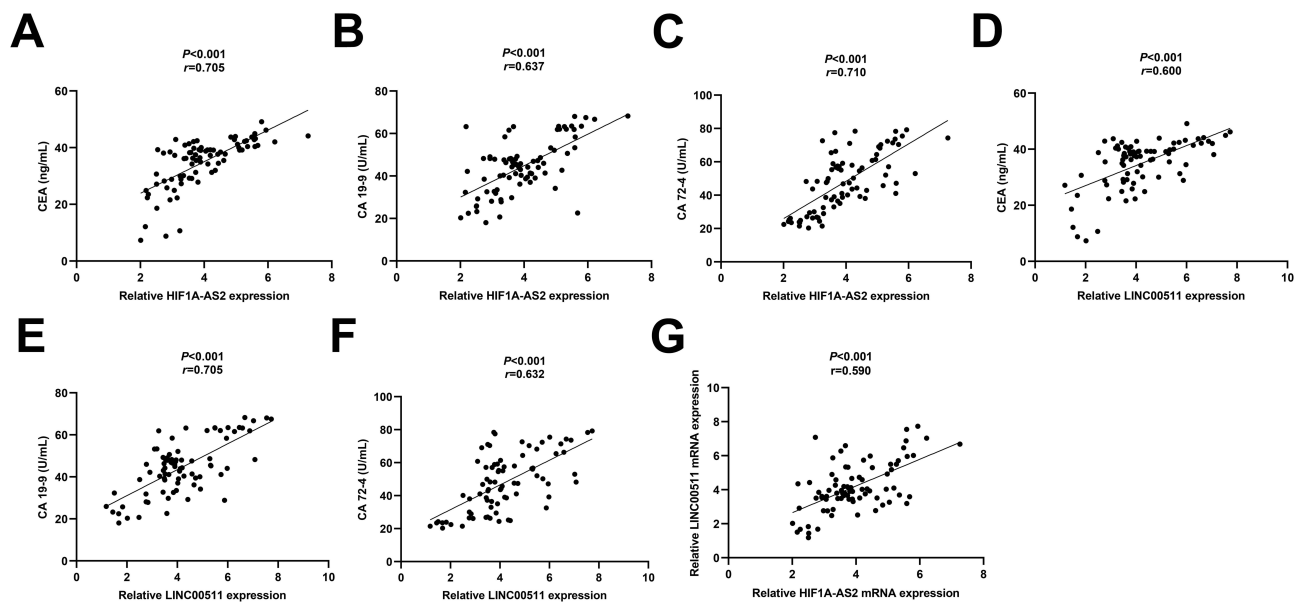 A
P<0.001
r=0.705
60
40
20
0
CEA (ng/mL)
0 2 4 6 8
Relative HIF1A-AS2 expression
B
P<0.001
r=0.637
80
60
40
20
0
CA 19-9 (U/mL)
0 2 4 6 8
Relative HIF1A-AS2 expression
C
P<0.001
r=0.710
100
80
60
40
20
0
CA 72-4 (U/mL)
0 2 4 6 8
Relative HIF1A-AS2 expression
D
P<0.001
r=0.600
60
40
20
0
CEA (ng/mL)
0 2 4 6 8 10
Relative LINC00511 expression
E
P<0.001
r=0.705
80
60
40
20
0
CA 19-9 (U/mL)
0 2 4 6 8 10
Relative LINC00511 expression
F
P<0.001
r=0.632
100
80
60
40
20
0
CA 72-4 (U/mL)
0 2 4 6 8 10
Relative LINC00511 expression
G
P<0.001
r=0.590
10
8
6
4
2
0
Relative LINC00511 mRNA expression
0 2 4 6 8
Relative HIF1A-AS2 mRNA expression